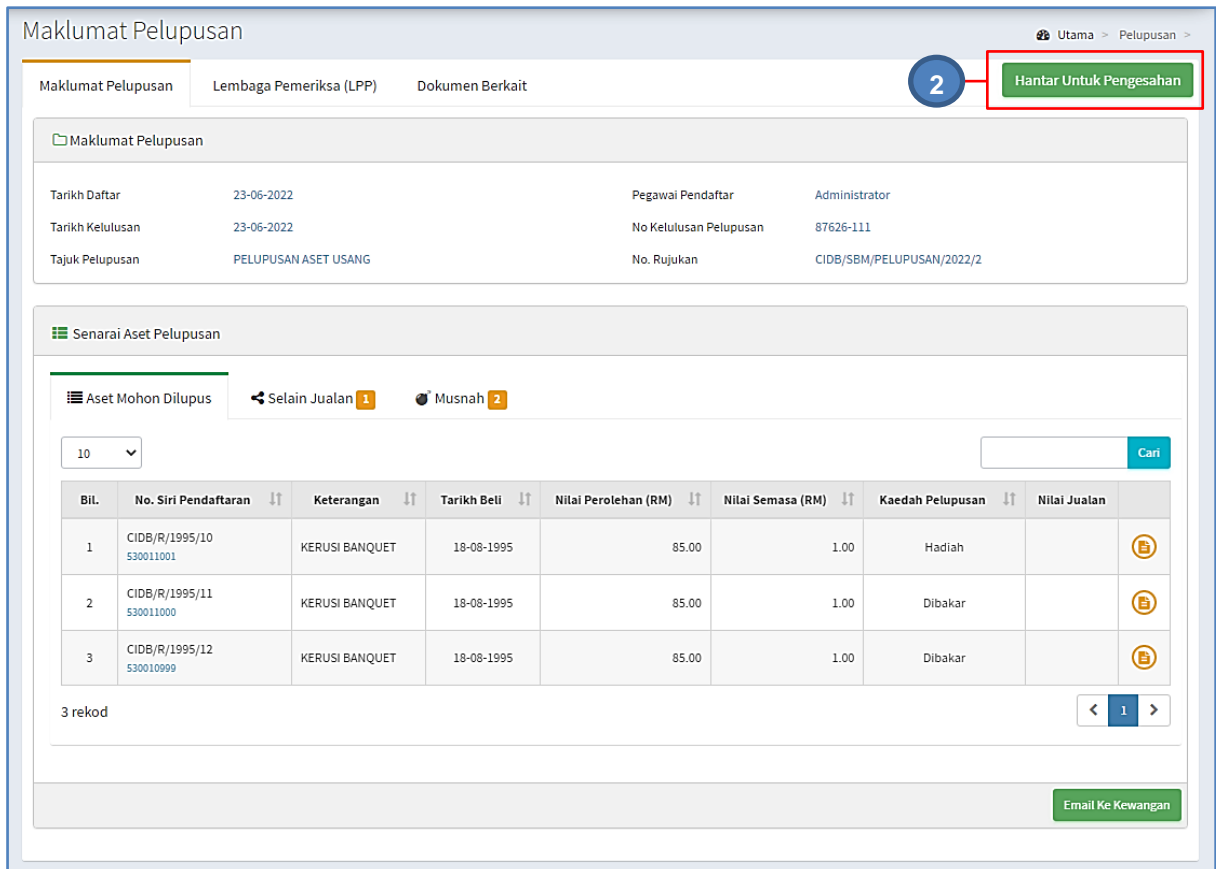 Maklumat Pelupusan
Utama > Pelupusan >
Maklumat Pelupusan Lembaga Pemeriksa (LPP) Dokumen Berkait
2
Hantar Untuk Pengesahan
Maklumat Pelupusan
Tarikh Daftar 23-06-2022 Pegawai Pendaftar Administrator
Tarikh Kelulusan 23-06-2022 No Kelulusan Pelupusan 87626-111
Tajuk Pelupusan PELUPUSAN ASET USANG No. Rujukan CIDB/SBM/PELUPUSAN/2022/2
Senarai Aset Pelupusan
Aset Mohon Dilupus Selain Jualan 1 Musnah 2
10 Cari
Bil. No. Siri Pendaftaran Keterangan Tarikh Beli Nilai Perolehan (RM) Nilai Semasa (RM) Kaedah Pelupusan Nilai Jualan
1 CIDB/R/1995/10 KERUSI BANQUET 18-08-1995 85.00 1.00 Hadiah
530011001
2 CIDB/R/1995/11 KERUSI BANQUET 18-08-1995 85.00 1.00 Dibakar
530011000
3 CIDB/R/1995/12 KERUSI BANQUET 18-08-1995 85.00 1.00 Dibakar
530010999
3 rekod
< 1 >
Email Ke Kewangan